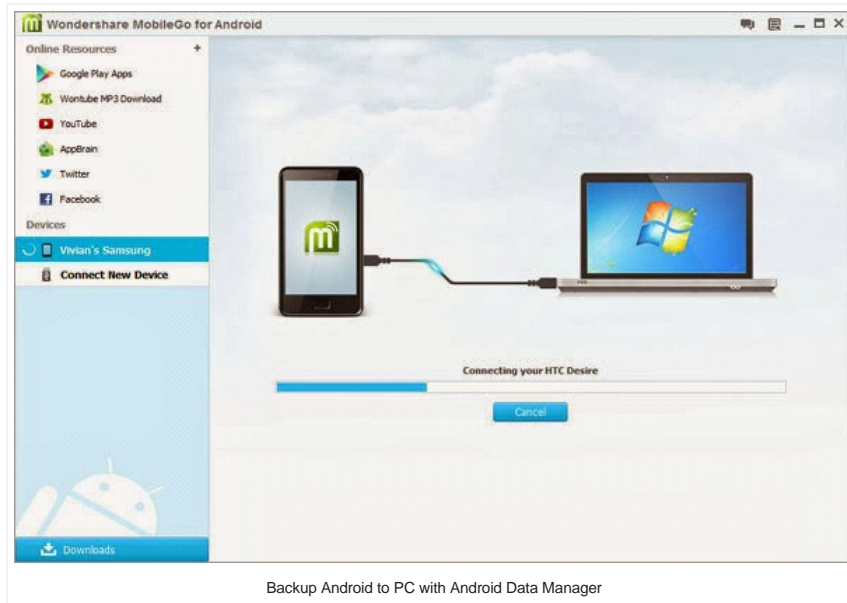 Wondershare MobileGo for Android
Online Resources +
Google Play Apps
Wontube MP3 Download
YouTube
AppBrain
Twitter
Facebook
Devices
Vivian's Samsung
Connect New Device
Connecting your HTC Desire
Cancel
Downloads
Backup Android to PC with Android Data Manager